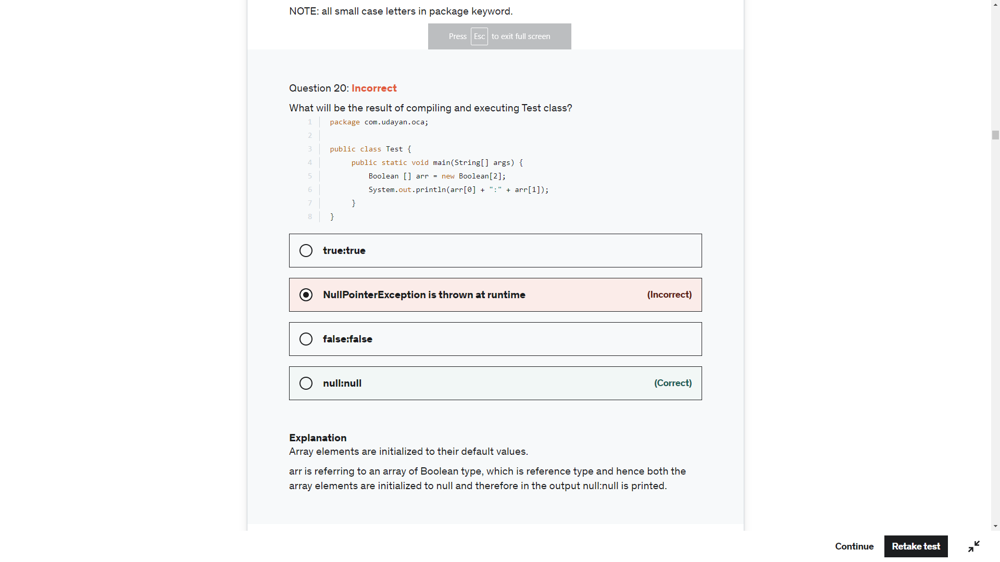 NOTE: all small case letters in package keyword.
Press Esc to exit full screen
Question 20: Incorrect
What will be the result of compiling and executing Test class?
1 package com.udayan.oca;
2
3 public class Test {
4 public static void main(String[] args) {
5 Boolean [] arr = new Boolean[2];
6 System.out.println(arr[0] + ":" + arr[1]);
7 }
8 }
true:true
NullPointerException is thrown at runtime (Incorrect)
false:false
null:null (Correct)
Explanation
Array elements are initialized to their default values.
arr is referring to an array of Boolean type, which is reference type and hence both the
array elements are initialized to null and therefore in the output null:null is printed.
Continue Retake test